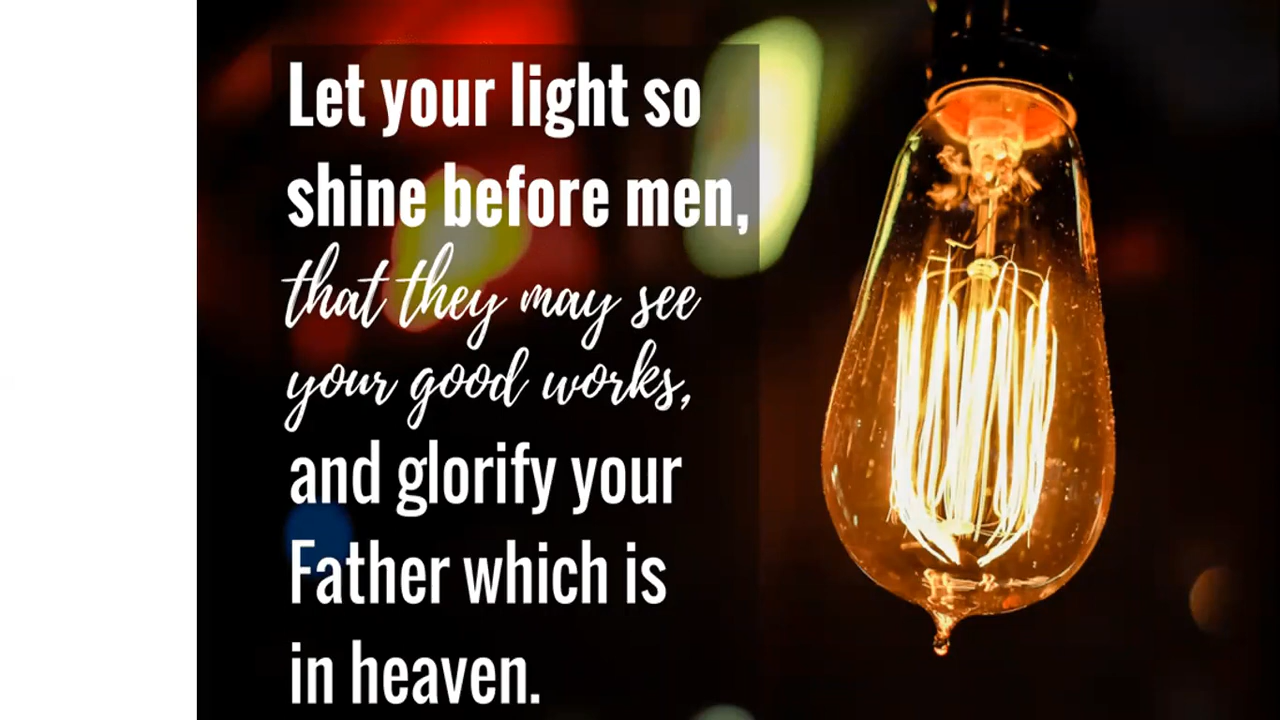 Let your light so
shine before men,
that they may see
your good works,
and glorify your
Father which is
in heaven.